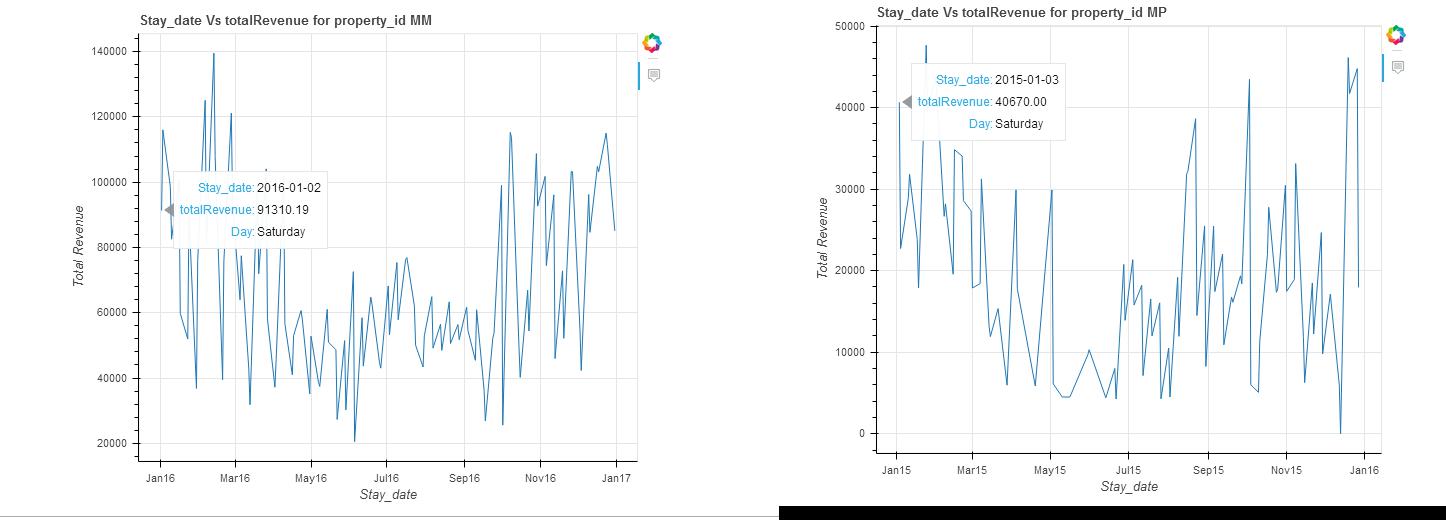 Stay_date Vs totalRevenue for property_id MM
140000
120000
100000
80000
60000
40000
20000
Total Revenue
Stay_date: 2016-01-02
totalRevenue: 91310.19
Day: Saturday
Jan16 Mar16 May16 Jul16 Sep16 Nov16 Jan17
Stay_date
Stay_date Vs totalRevenue for property_id MP
50000
40000
30000
20000
10000
0
Total Revenue
Stay_date: 2015-01-03
totalRevenue: 40670.00
Day: Saturday
Jan15 Mar15 May15 Jul15 Sep15 Nov15 Jan16
Stay_date